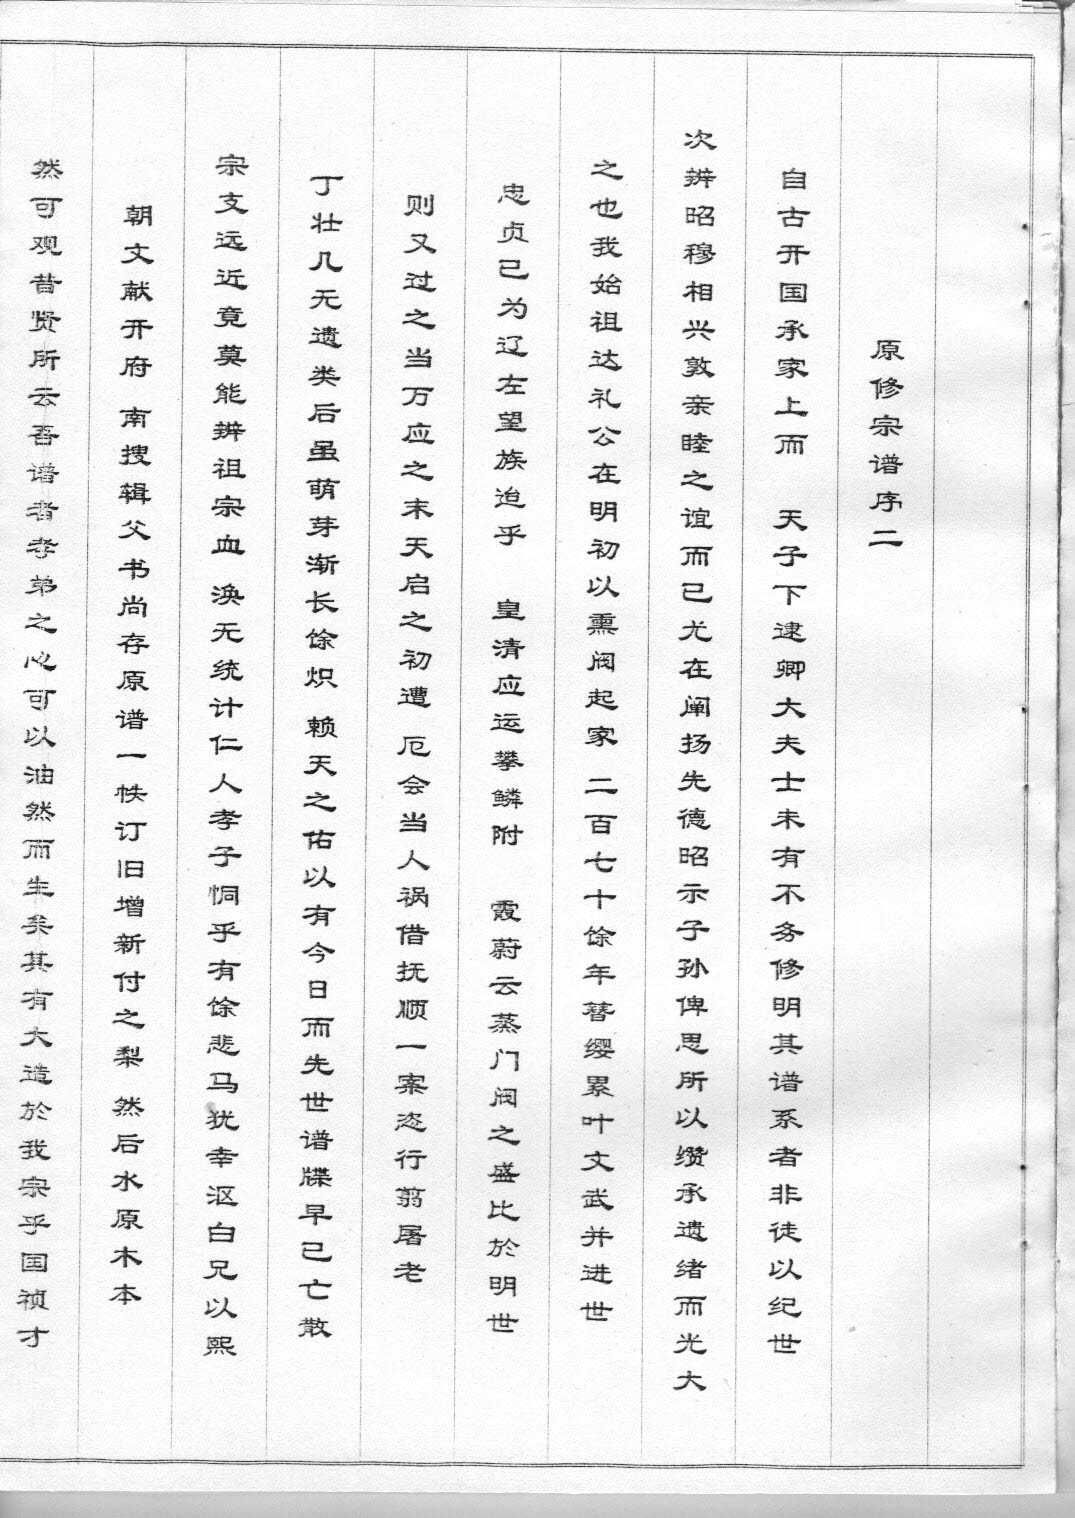 原修宗谱序二
自古开国承家上而 天子下逮卿大夫士未有不务修明其谱系者非徒以纪世
次辨昭穆相兴敦亲睦之谊而已尤在阐扬先德昭示子孙俾思所以缵承遗绪而光大
之也我始祖达礼公在明初以熏阀起家二百七十馀年簪缨累叶文武并进世
忠贞已为辽左望族迨乎 皇清应运攀鳞附 霞蔚云蒸门阀之盛比於明世
则又过之当万应之末天启之初遭 厄会当人祸借抚顺一案恣行翦屠老
丁壮几无遗类后虽萌芽渐长馀炽 赖天之佑以有今日而先世谱牒早已亡散
宗支远近竟莫能辨祖宗血 涣无统计仁人孝子恫乎有馀悲马犹幸沤白兄以熙
朝文献开府 南搜辑父书尚存原谱一帙订旧增新付之梨 然后水原木本
然可观昔贤所云吾谱者孝弟之心可以油然而生矣其有大造於我宗乎国祯才